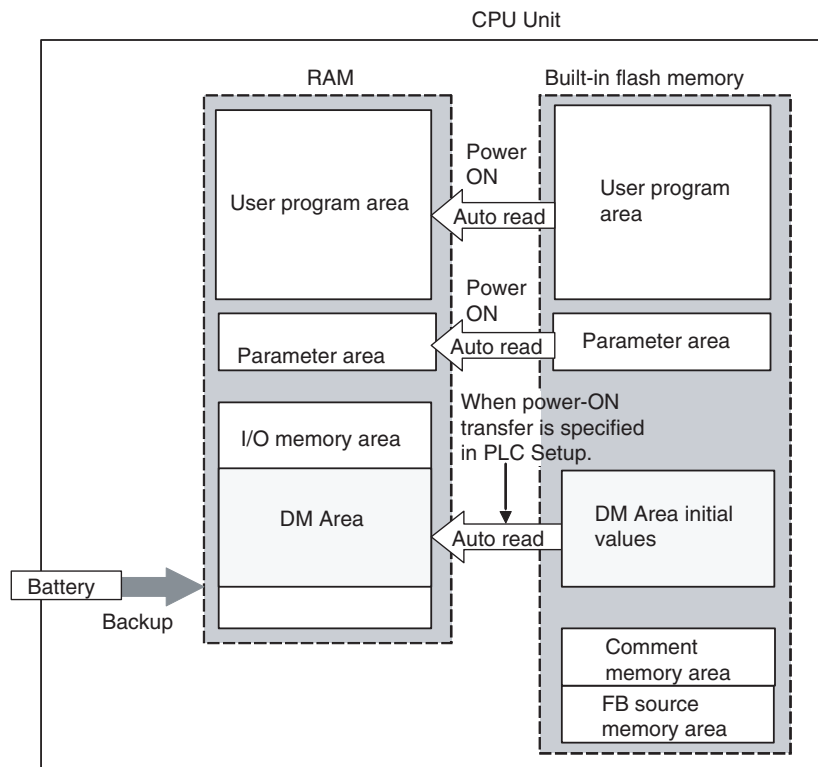 CPU Unit
RAM
Built-in flash memory
User program area
Power
ON
Auto read
User program
area
Parameter area
Power
ON
Auto read
Parameter area
When power-ON
transfer is specified
in PLC Setup.
I/O memory area
DM Area
Auto read
DM Area initial
values
Battery
Backup
Comment
memory area
FB source
memory area